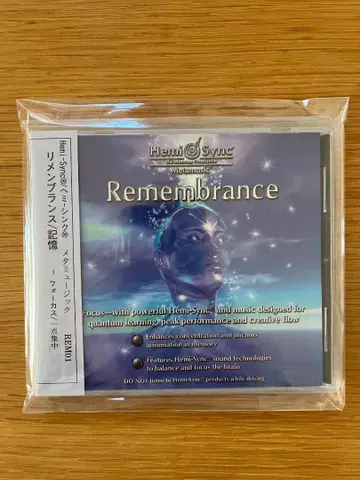 Hemi-Sync®/ヘミ・シンク® メタミュージック
リメンブランス/記憶
- フォーカス/一点集中
REM01
Hemi Sync
Metamusic
Remembrance
Focus—with powerful Hemi-Sync® and music designed for
quantum learning, peak performance and creative flow
Enhances concentration and anchors
information in memory
Features Hemi-Sync® sound technologies
to balance and focus the brain
DO NOT listen to Hemi-Sync® products while driving